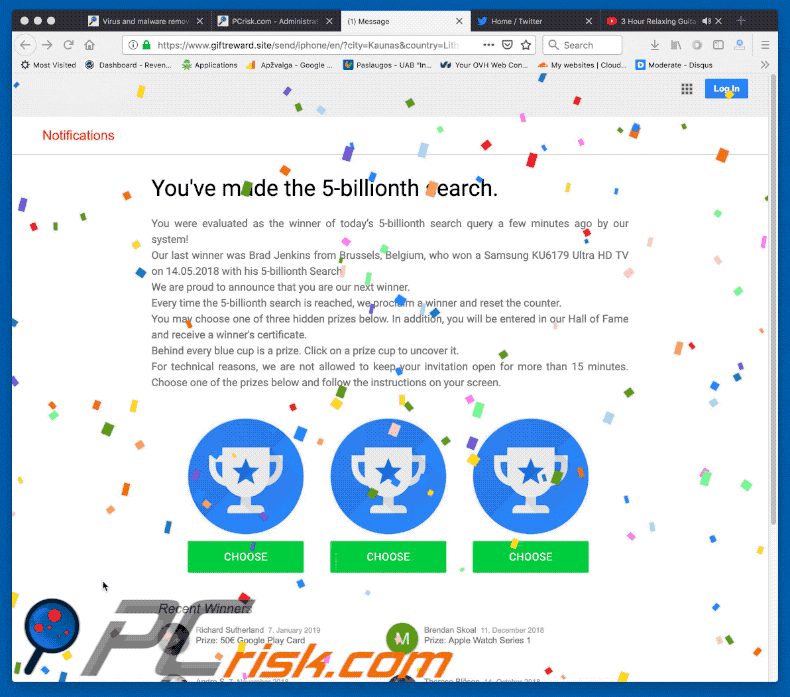 Virus and malware remov
PCrisk.com - Administrat
(1) Message
Home / Twitter
3 Hour Relaxing Guita
https://www.giftreward.site/send/iphone/en/?city=Kaunas&country=Lith
Search
Most Visited
Dashboard - Reven...
Applications
Apžvalga - Google ...
Paslaugos - UAB "In...
Your OVH Web Con...
My websites | Cloud...
Moderate - Disqus
Log In
Notifications
You've made the 5-billionth search.
You were evaluated as the winner of today's 5-billionth search query a few minutes ago by our
system!
Our last winner was Brad Jenkins from Brussels, Belgium, who won a Samsung KU6179 Ultra HD TV
on 14.05.2018 with his 5-billionth Search
We are proud to announce that you are our next winner.
Every time the 5-billionth search is reached, we proclaim a winner and reset the counter.
You may choose one of three hidden prizes below. In addition, you will be entered in our Hall of Fame
and receive a winner's certificate.
Behind every blue cup is a prize. Click on a prize cup to uncover it.
For technical reasons, we are not allowed to keep your invitation open for more than 15 minutes.
Choose one of the prizes below and follow the instructions on your screen.
CHOOSE CHOOSE CHOOSE
Recent Winners
Richard Sutherland 7. January 2019
Prize: 50€ Google Play Card
M
Brendan Skoal 11. December 2018
Prize: Apple Watch Series 1
PCrisk.com